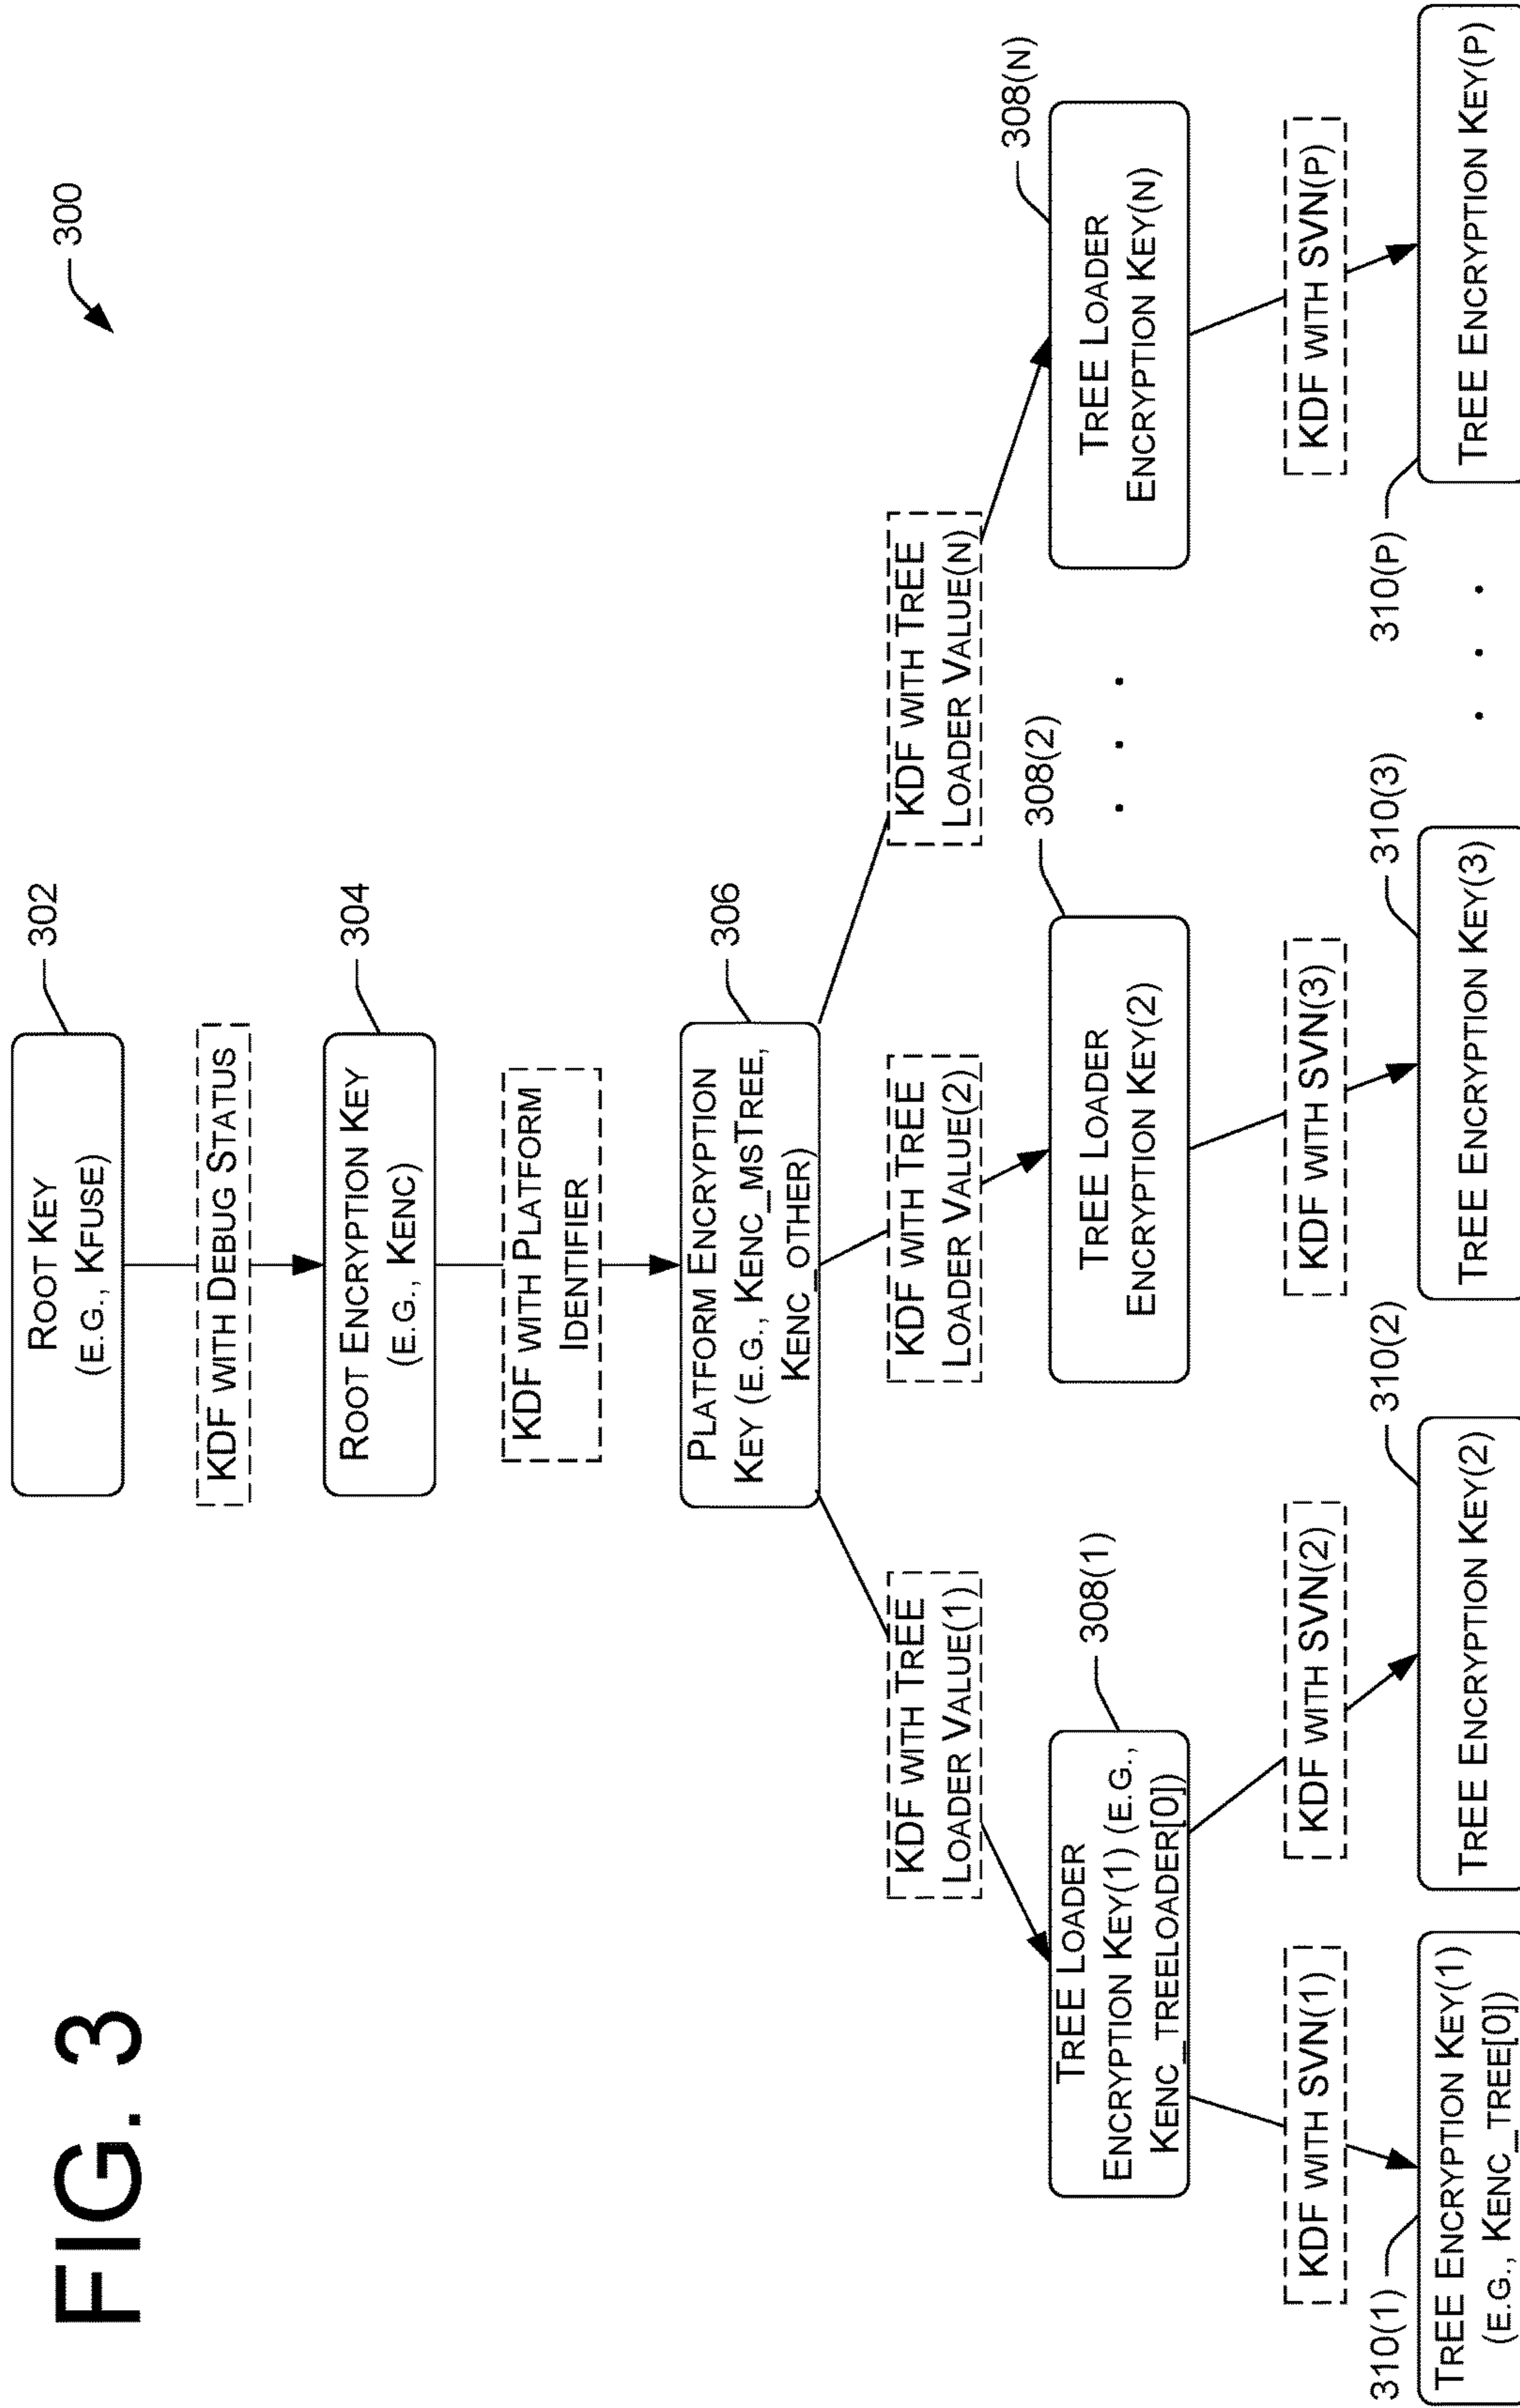 FIG. 3
300
ROOT KEY
(E.G., KFUSE)
302
KDF WITH DEBUG STATUS
ROOT ENCRYPTION KEY
(E.G., KENC)
304
KDF WITH PLATFORM
IDENTIFIER
PLATFORM ENCRYPTION
KEY (E.G., KENC_MSTREE,
KENC_OTHER)
306
KDF WITH TREE
LOADER VALUE(1)
KDF WITH TREE
LOADER VALUE(2)
KDF WITH TREE
LOADER VALUE(N)
TREE LOADER
ENCRYPTION KEY(1) (E.G.,
KENC_TREELOADER[0])
308(1)
TREE LOADER
ENCRYPTION KEY(2)
308(2)
. . .
TREE LOADER
ENCRYPTION KEY(N)
308(N)
KDF WITH SVN(1)
KDF WITH SVN(2)
KDF WITH SVN(3)
KDF WITH SVN(P)
310(1)
TREE ENCRYPTION KEY(1)
(E.G., KENC_TREE[0])
310(2)
TREE ENCRYPTION KEY(2)
310(3)
TREE ENCRYPTION KEY(3)
. . .
310(P)
TREE ENCRYPTION KEY(P)